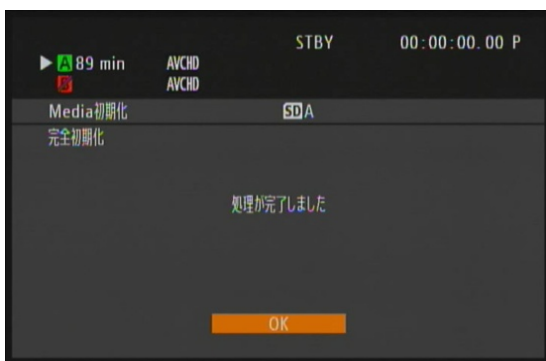 STBY 00:00:00.00 P
A 89 min AVCHD
AVCHD
Media初期化 SD A
完全初期化
処理が完了しました
OK